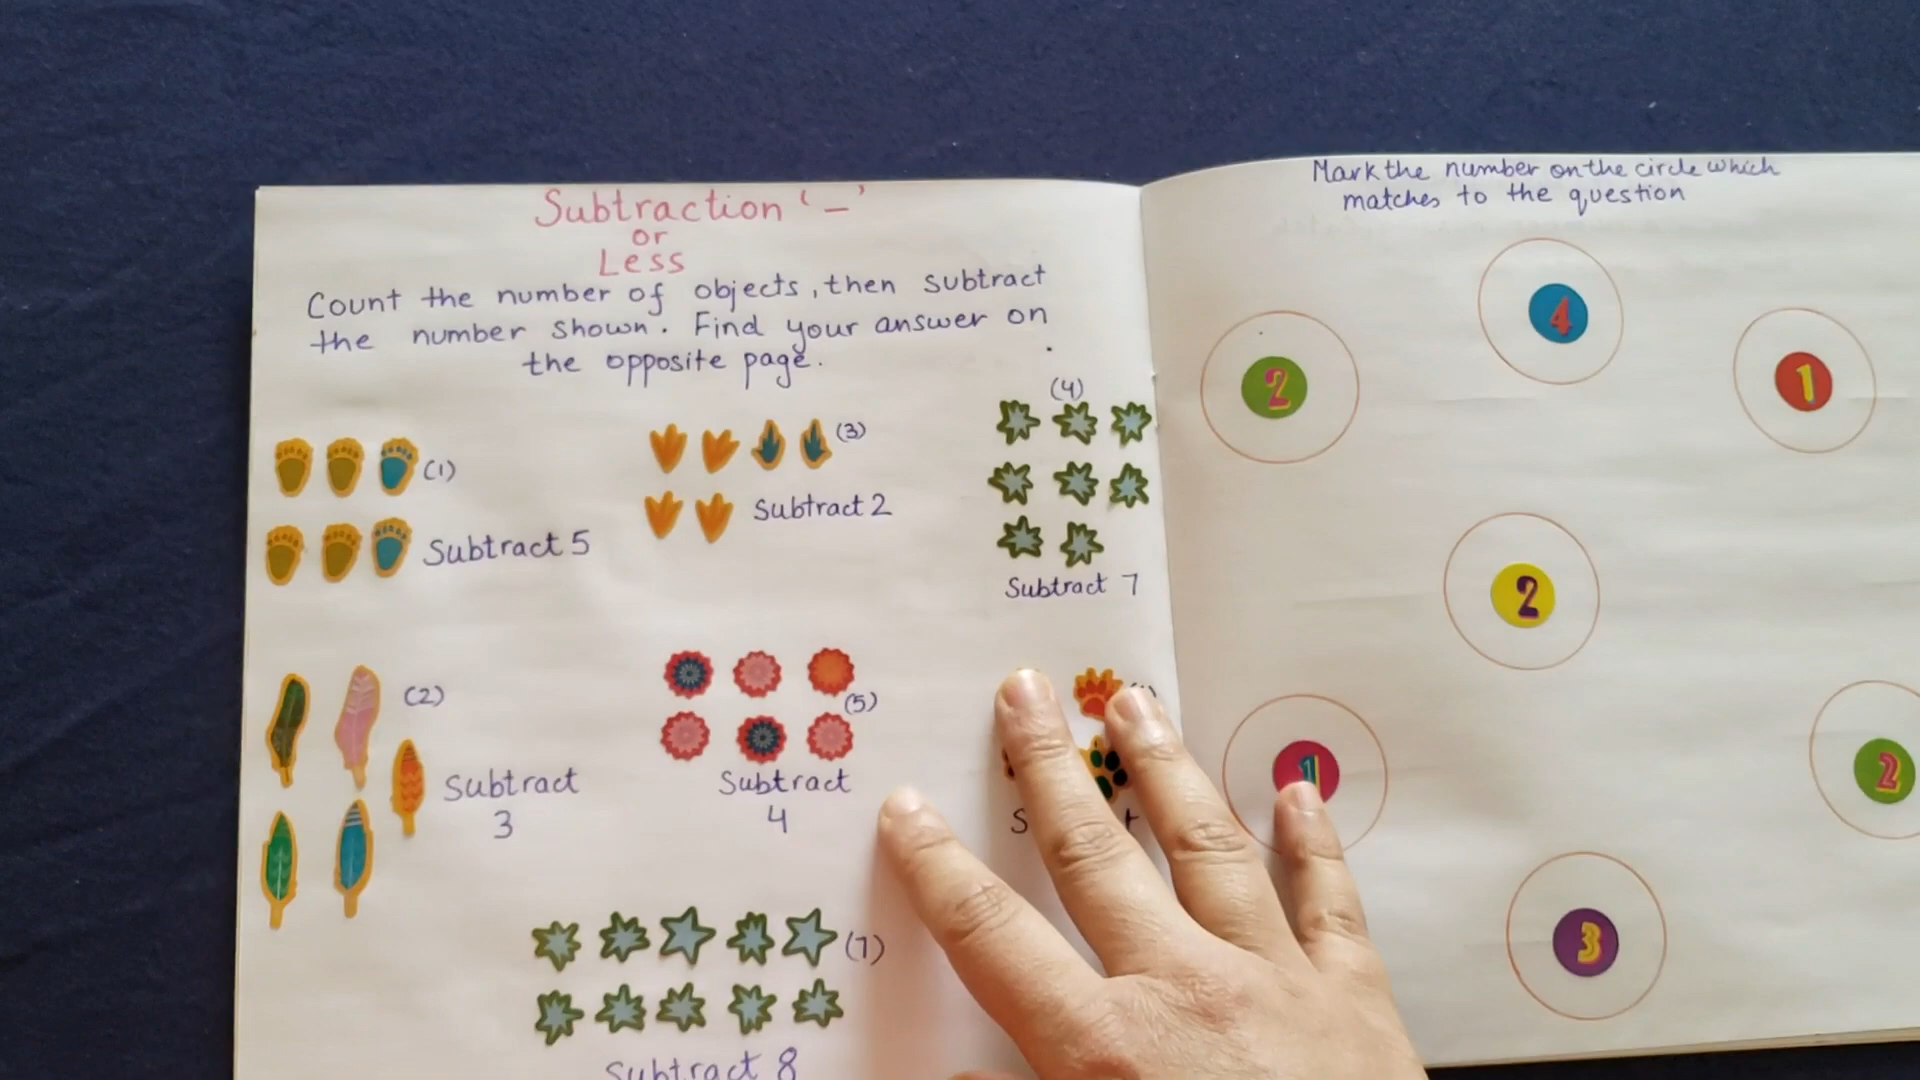 Subtraction ' - '
or
Less
Count the number of objects, then subtract
the number shown. Find your answer on
the opposite page.
(1)
Subtract 5
(3)
Subtract 2
(4)
Subtract 7
(2)
Subtract
3
(5)
Subtract
4
(7)
Subtract 8
Mark the number on the circle which
matches to the question
4
2
1
2
1
2
3